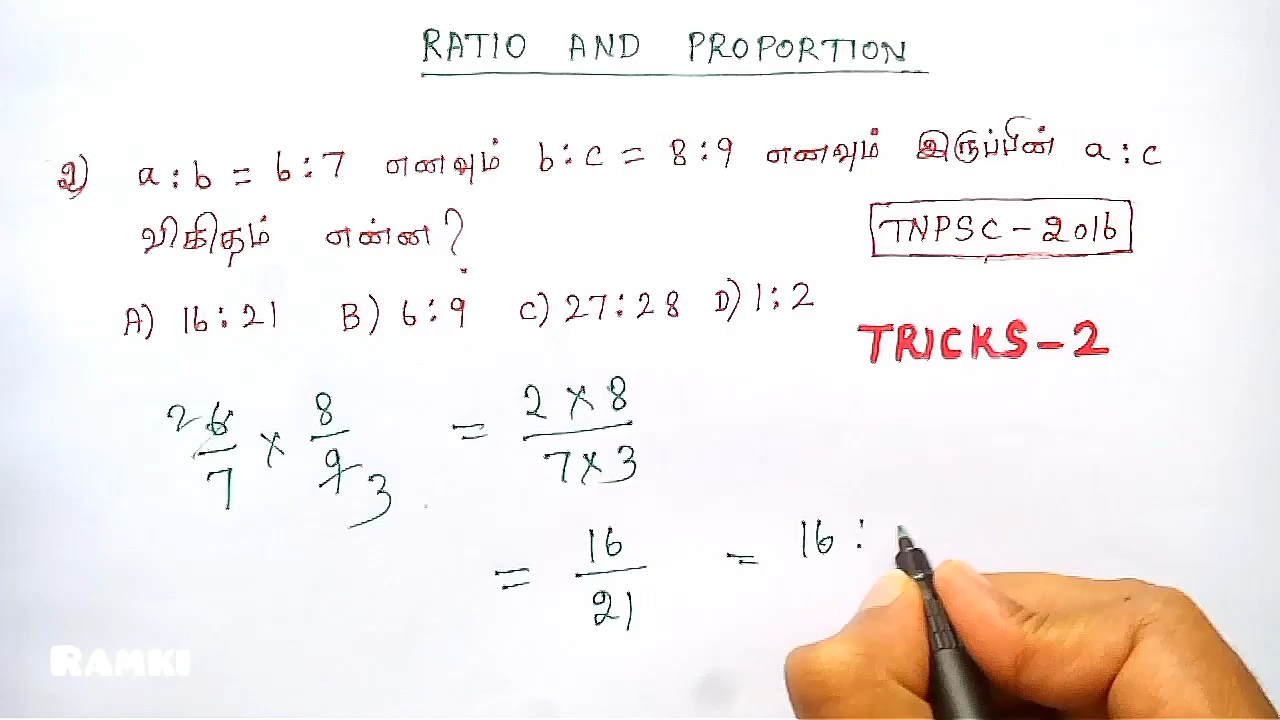 RATIO AND PROPORTION
2) a : b = 6 : 7 எனவும் b : c = 8 : 9 எனவும் இருப்பின் a : c
விகிதம் என்ன?
TNPSC - 2016
A) 16 : 21 B) 6 : 9 C) 27 : 28 D) 1 : 2
TRICKS - 2
2 6/7 × 8/9 3 = 2 × 8/7 × 3
= 16/21 = 16 :
RAMKI